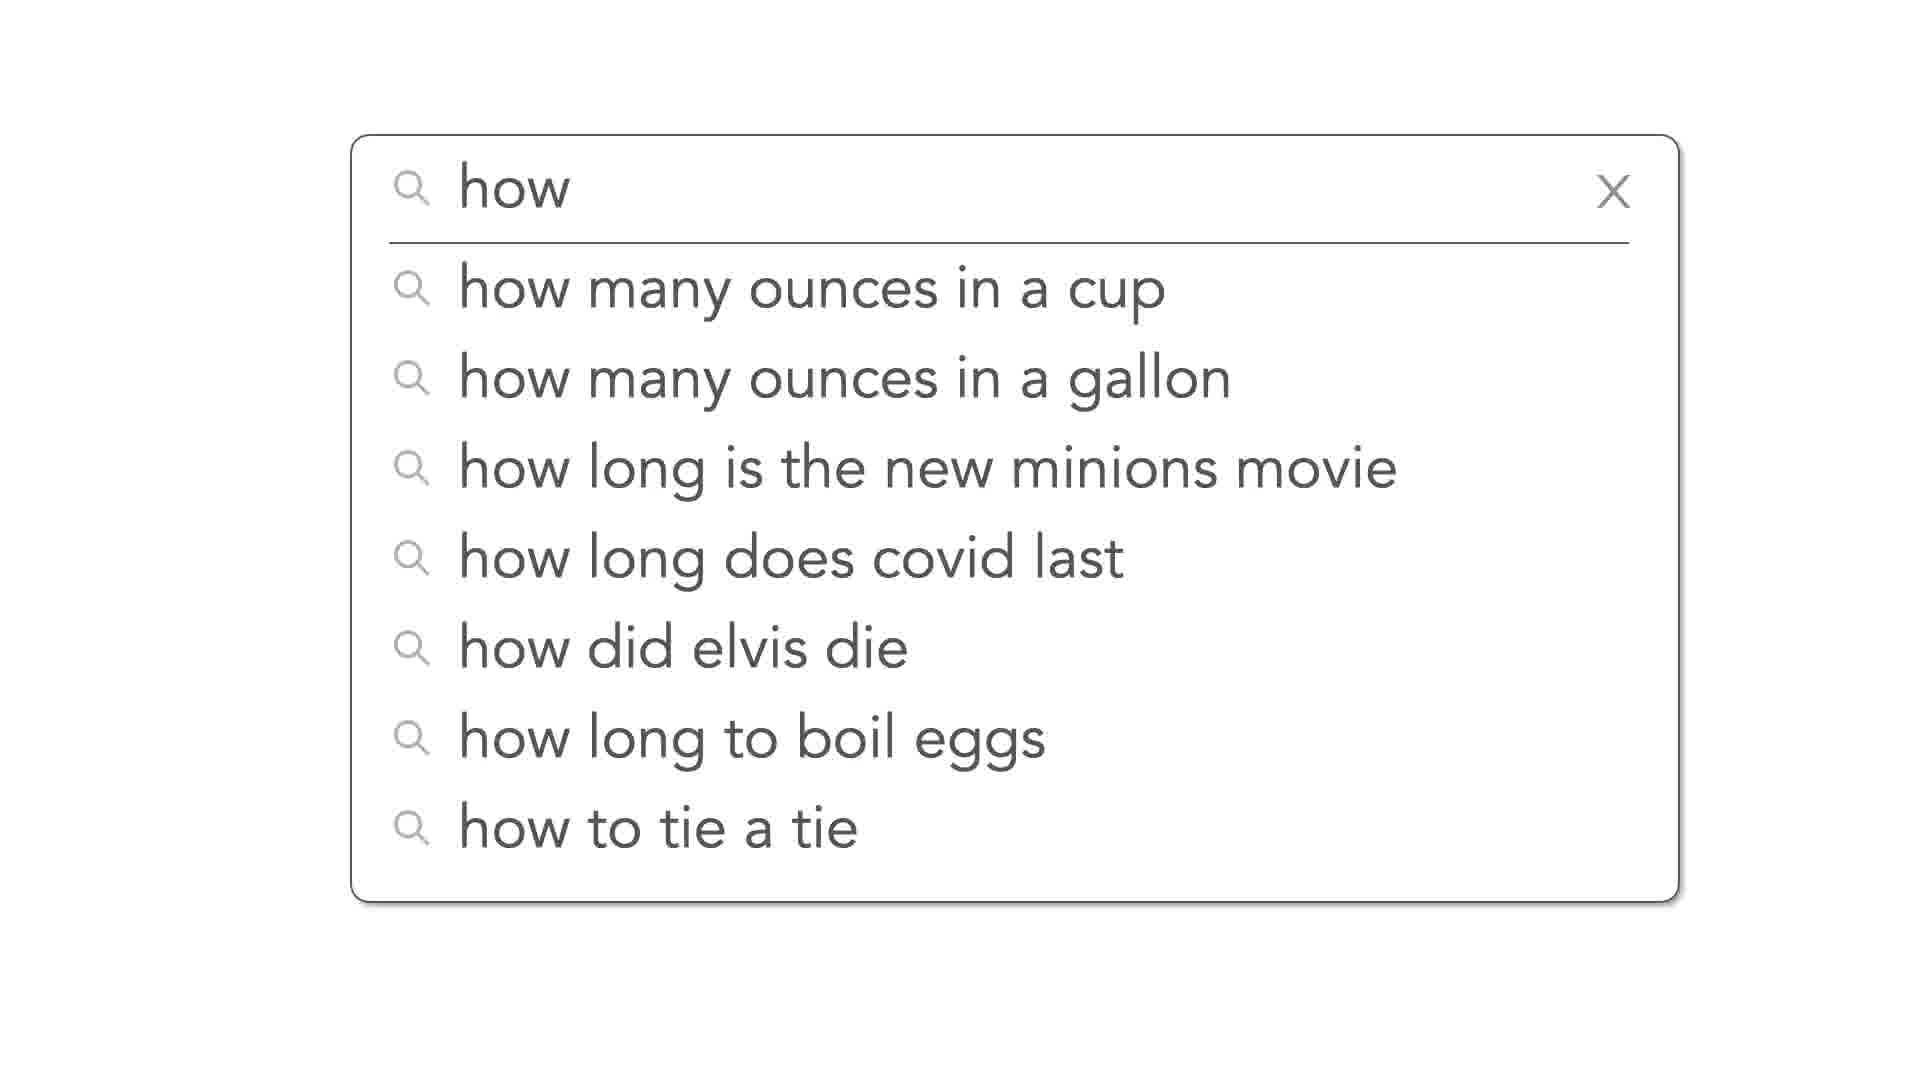 how X
how many ounces in a cup
how many ounces in a gallon
how long is the new minions movie
how long does covid last
how did elvis die
how long to boil eggs
how to tie a tie